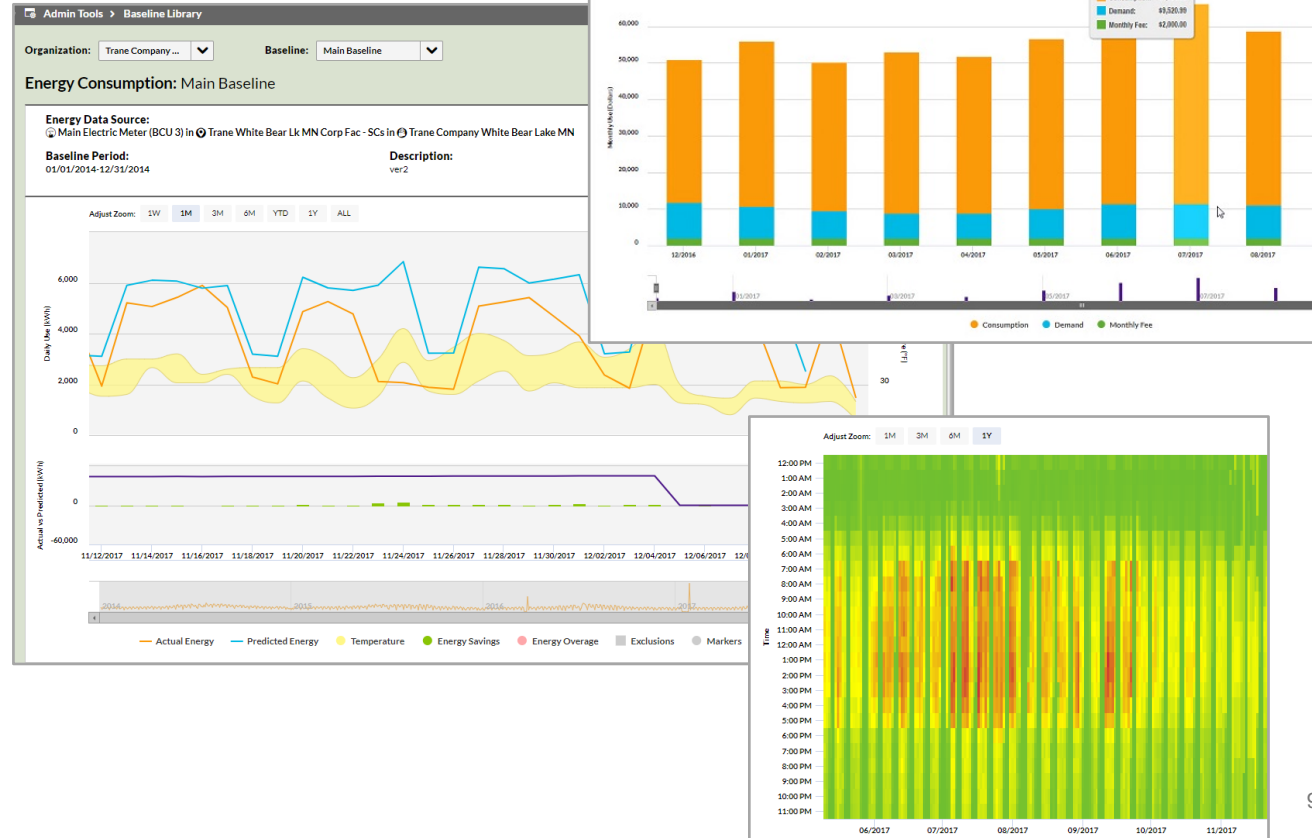 Admin Tools > Baseline Library
Organization: Trane Company ... Baseline: Main Baseline
Energy Consumption: Main Baseline
Energy Data Source:
Main Electric Meter (BCU 3) in Trane White Bear Lk MN Corp Fac - SCs in Trane Company White Bear Lake MN
Baseline Period: Description:
01/01/2014-12/31/2014 ver2
Adjust Zoom: 1W 1M 3M 6M YTD 1Y ALL
Daily Use (kWh)
6,000
4,000
2,000
0
30
Actual vs Predicted (kWh)
0
-60,000
11/12/2017 11/14/2017 11/16/2017 11/18/2017 11/20/2017 11/22/2017 11/24/2017 11/26/2017 11/28/2017 11/30/2017 12/02/2017 12/04/2017 12/06/2017
2014 2015 2016 2017
Actual Energy Predicted Energy Temperature Energy Savings Energy Overage Exclusions Markers
Demand: $9,520.99
Monthly Fee: $2,000.00
Monthly Use (Dollars)
60,000
50,000
40,000
30,000
20,000
10,000
0
12/2016 01/2017 02/2017 03/2017 04/2017 05/2017 06/2017 07/2017 08/2017
01/2017 03/2017 05/2017 07/2017
Consumption Demand Monthly Fee
Adjust Zoom: 1M 3M 6M 1Y
Time
12:00 PM
1:00 AM
2:00 AM
3:00 AM
4:00 AM
5:00 AM
6:00 AM
7:00 AM
8:00 AM
9:00 AM
10:00 AM
11:00 AM
12:00 AM
1:00 PM
2:00 PM
3:00 PM
4:00 PM
5:00 PM
6:00 PM
7:00 PM
8:00 PM
9:00 PM
10:00 PM
11:00 PM
06/2017 07/2017 08/2017 09/2017 10/2017 11/2017
9